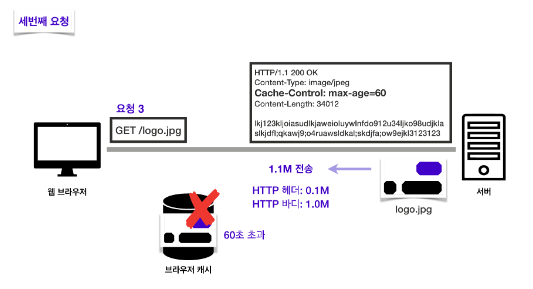 세번째 요청
HTTP/1.1 200 OK
Content-Type: image/jpeg
Cache-Control: max-age=60
Content-Length: 34012
lkj123kljoiasudlkjaweioluywlnfdo912u34ljko98udjkla
slkjdfl;qkawj9;o4ruawsldkal;skdjfa;ow9ejkl3123123
요청 3
GET /logo.jpg
웹 브라우저
1.1M 전송
HTTP 헤더: 0.1M
HTTP 바디: 1.0M
logo.jpg
서버
60초 초과
브라우저 캐시